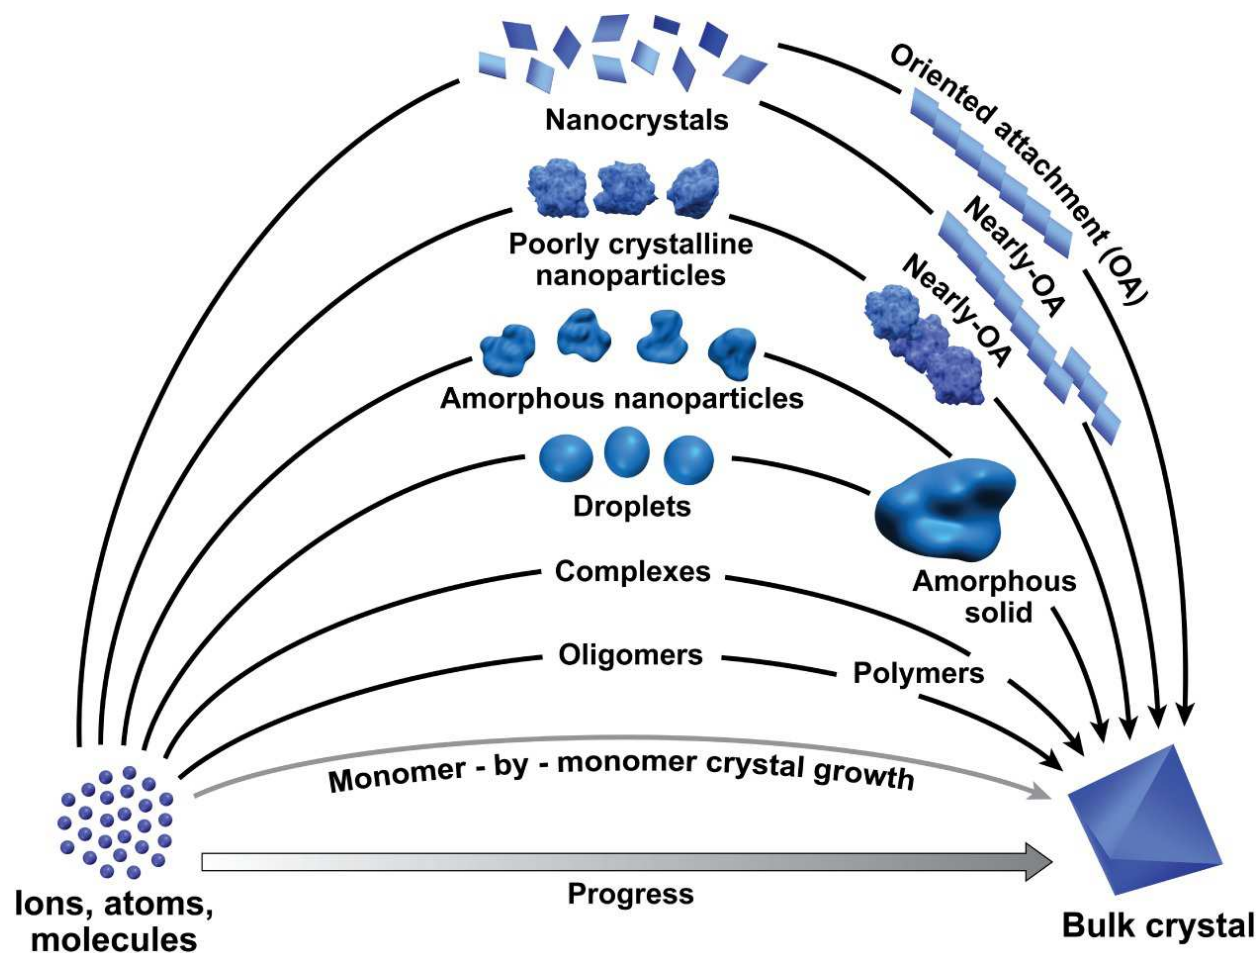 Nanocrystals
Oriented attachment (OA)
Nearly-OA
Poorly crystalline
nanoparticles
Nearly-OA
Amorphous nanoparticles
Droplets
Amorphous
solid
Complexes
Oligomers
Polymers
Monomer - by - monomer crystal growth
Progress
Ions, atoms,
molecules
Bulk crystal